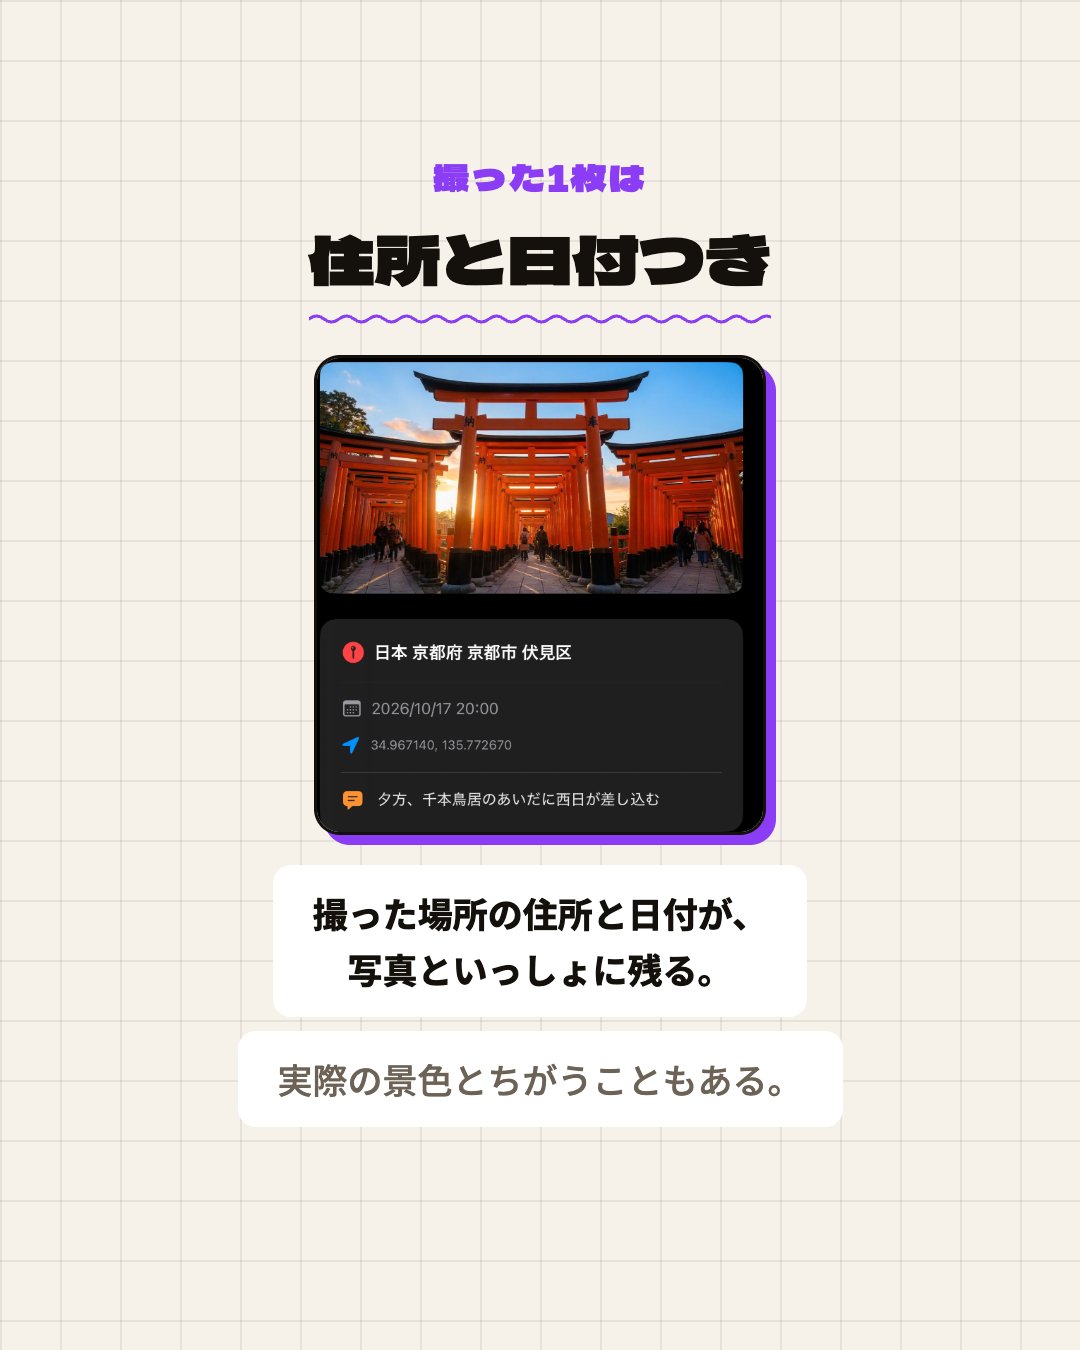 撮った1枚は
住所と日付つき
納 奉
日本 京都府 京都市 伏見区
2026/10/17 20:00
34.967140, 135.772670
夕方、千本鳥居のあいだに西日が差し込む
撮った場所の住所と日付が、
写真といっしょに残る。
実際の景色とちがうこともある。